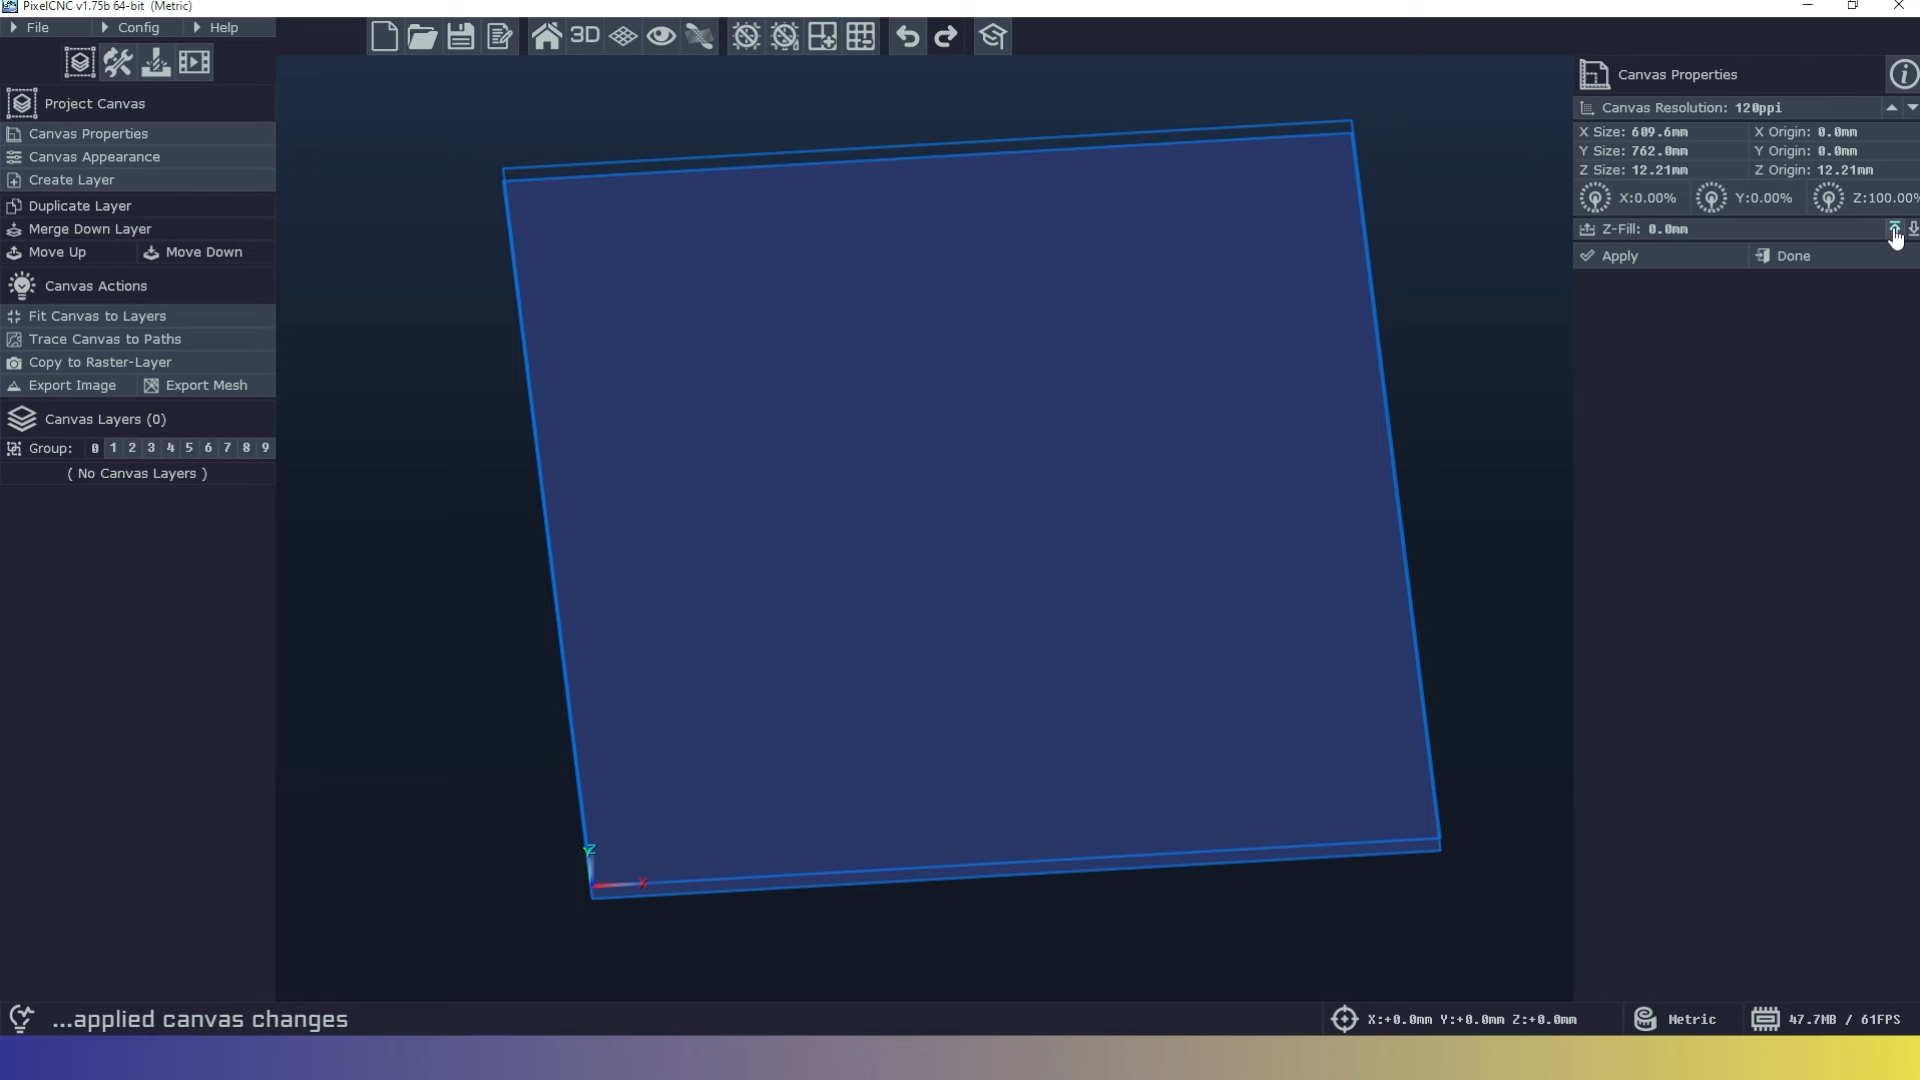 PixelCNC v1.75b 64-bit (Metric)
File Config Help
3D
Project Canvas
Canvas Properties
Canvas Appearance
Create Layer
Duplicate Layer
Merge Down Layer
Move Up Move Down
Canvas Actions
Fit Canvas to Layers
Trace Canvas to Paths
Copy to Raster-Layer
Export Image Export Mesh
Canvas Layers (0)
Group: 0 1 2 3 4 5 6 7 8 9
( No Canvas Layers )
Z
Y
X
Canvas Properties
Canvas Resolution: 120ppi
X Size: 609.6mm X Origin: 0.0mm
Y Size: 762.0mm Y Origin: 0.0mm
Z Size: 12.21mm Z Origin: 12.21mm
X:0.00% Y:0.00% Z:100.00%
Z-Fill: 0.0mm
Apply Done
...applied canvas changes
X:+0.0mm Y:+0.0mm Z:+0.0mm Metric 47.7MB / 61FPS